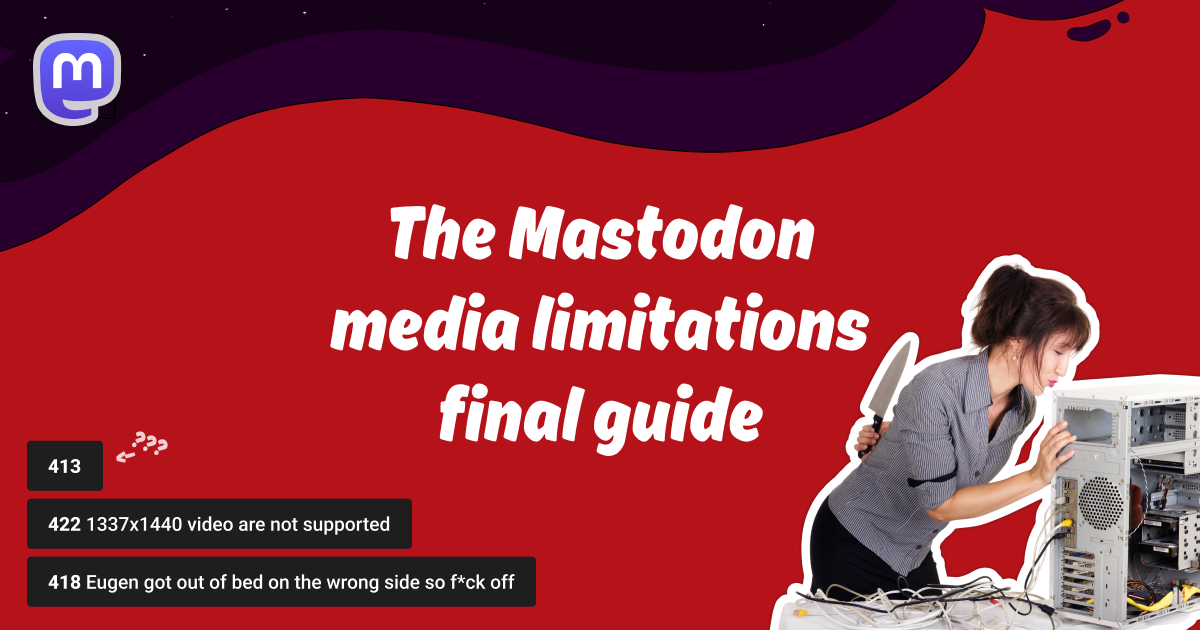 m
The Mastodon
media limitations
final guide
413
???
422 1337x1440 video are not supported
418 Eugen got out of bed on the wrong side so f*ck off